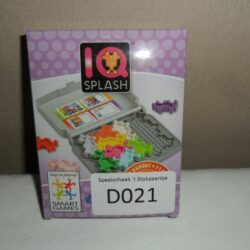 IQ
SPLASH
Speelotheek 't Stokpaardje
D021
SMART
GAMES